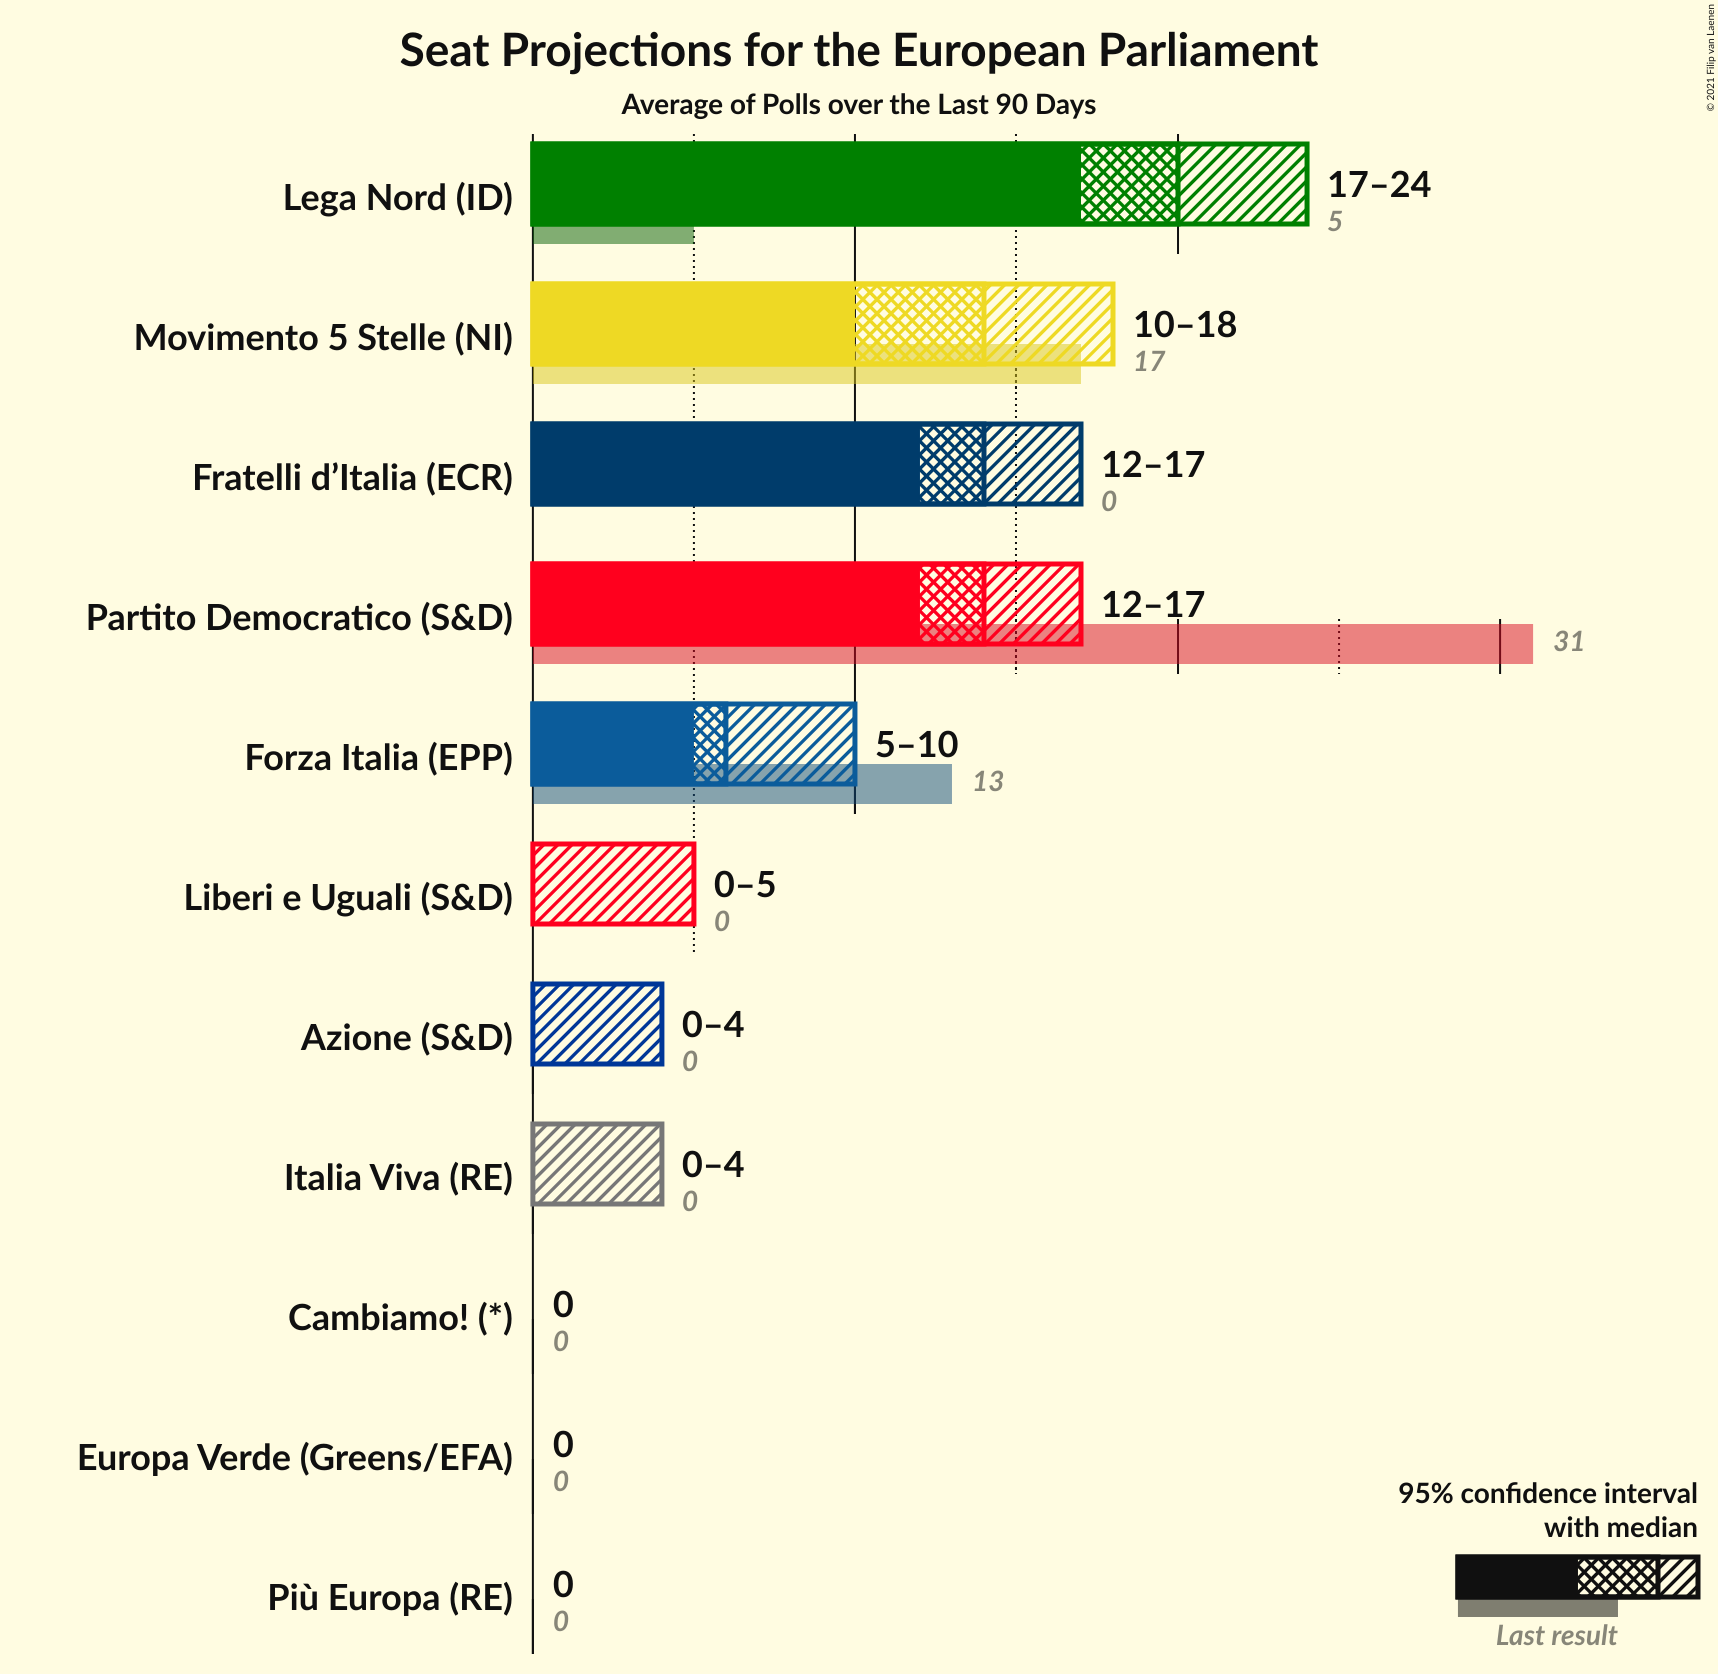 © 2021 Filip van Laenen
Seat Projections for the European Parliament
Average of Polls over the Last 90 Days
Lega Nord (ID)
17–24
5
Movimento 5 Stelle (NI)
10–18
17
Fratelli d’Italia (ECR)
12–17
0
Partito Democratico (S&D)
12–17
31
Forza Italia (EPP)
5–10
13
Liberi e Uguali (S&D)
0–5
0
Azione (S&D)
0–4
0
Italia Viva (RE)
0–4
0
Cambiamo! (*)
0
0
Europa Verde (Greens/EFA)
0
0
Più Europa (RE)
0
0
95% confidence interval
with median
Last result